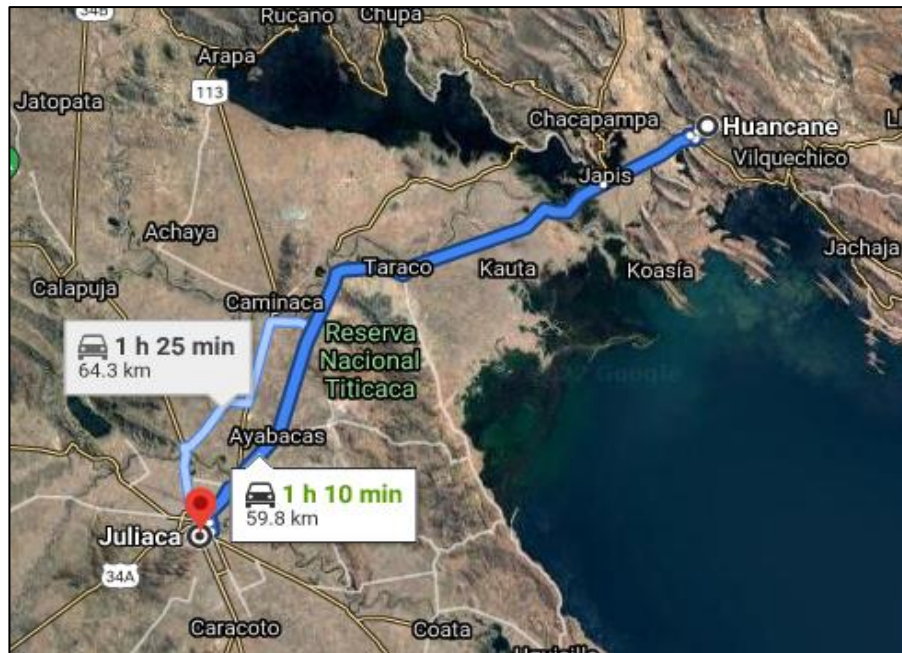 34B
Rucano
Chupa
Arapa
113
Jatopata
Chacapampa
Huancane
Vilquechico
Japis
Achaya
Jachaja
Taraco
Kauta
Koasía
Calapuja
Caminaca
1 h 25 min
64.3 km
Reserva
Nacional
Titicaca
Ayabacas
1 h 10 min
59.8 km
Juliaca
34A
Caracoto
Coata